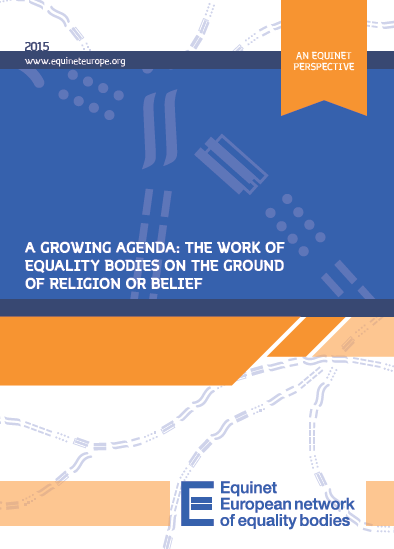 2015
www.equineteurope.org
AN EQUINET
PERSPECTIVE
A GROWING AGENDA: THE WORK OF
EQUALITY BODIES ON THE GROUND
OF RELIGION OR BELIEF
Equinet
European network
of equality bodies